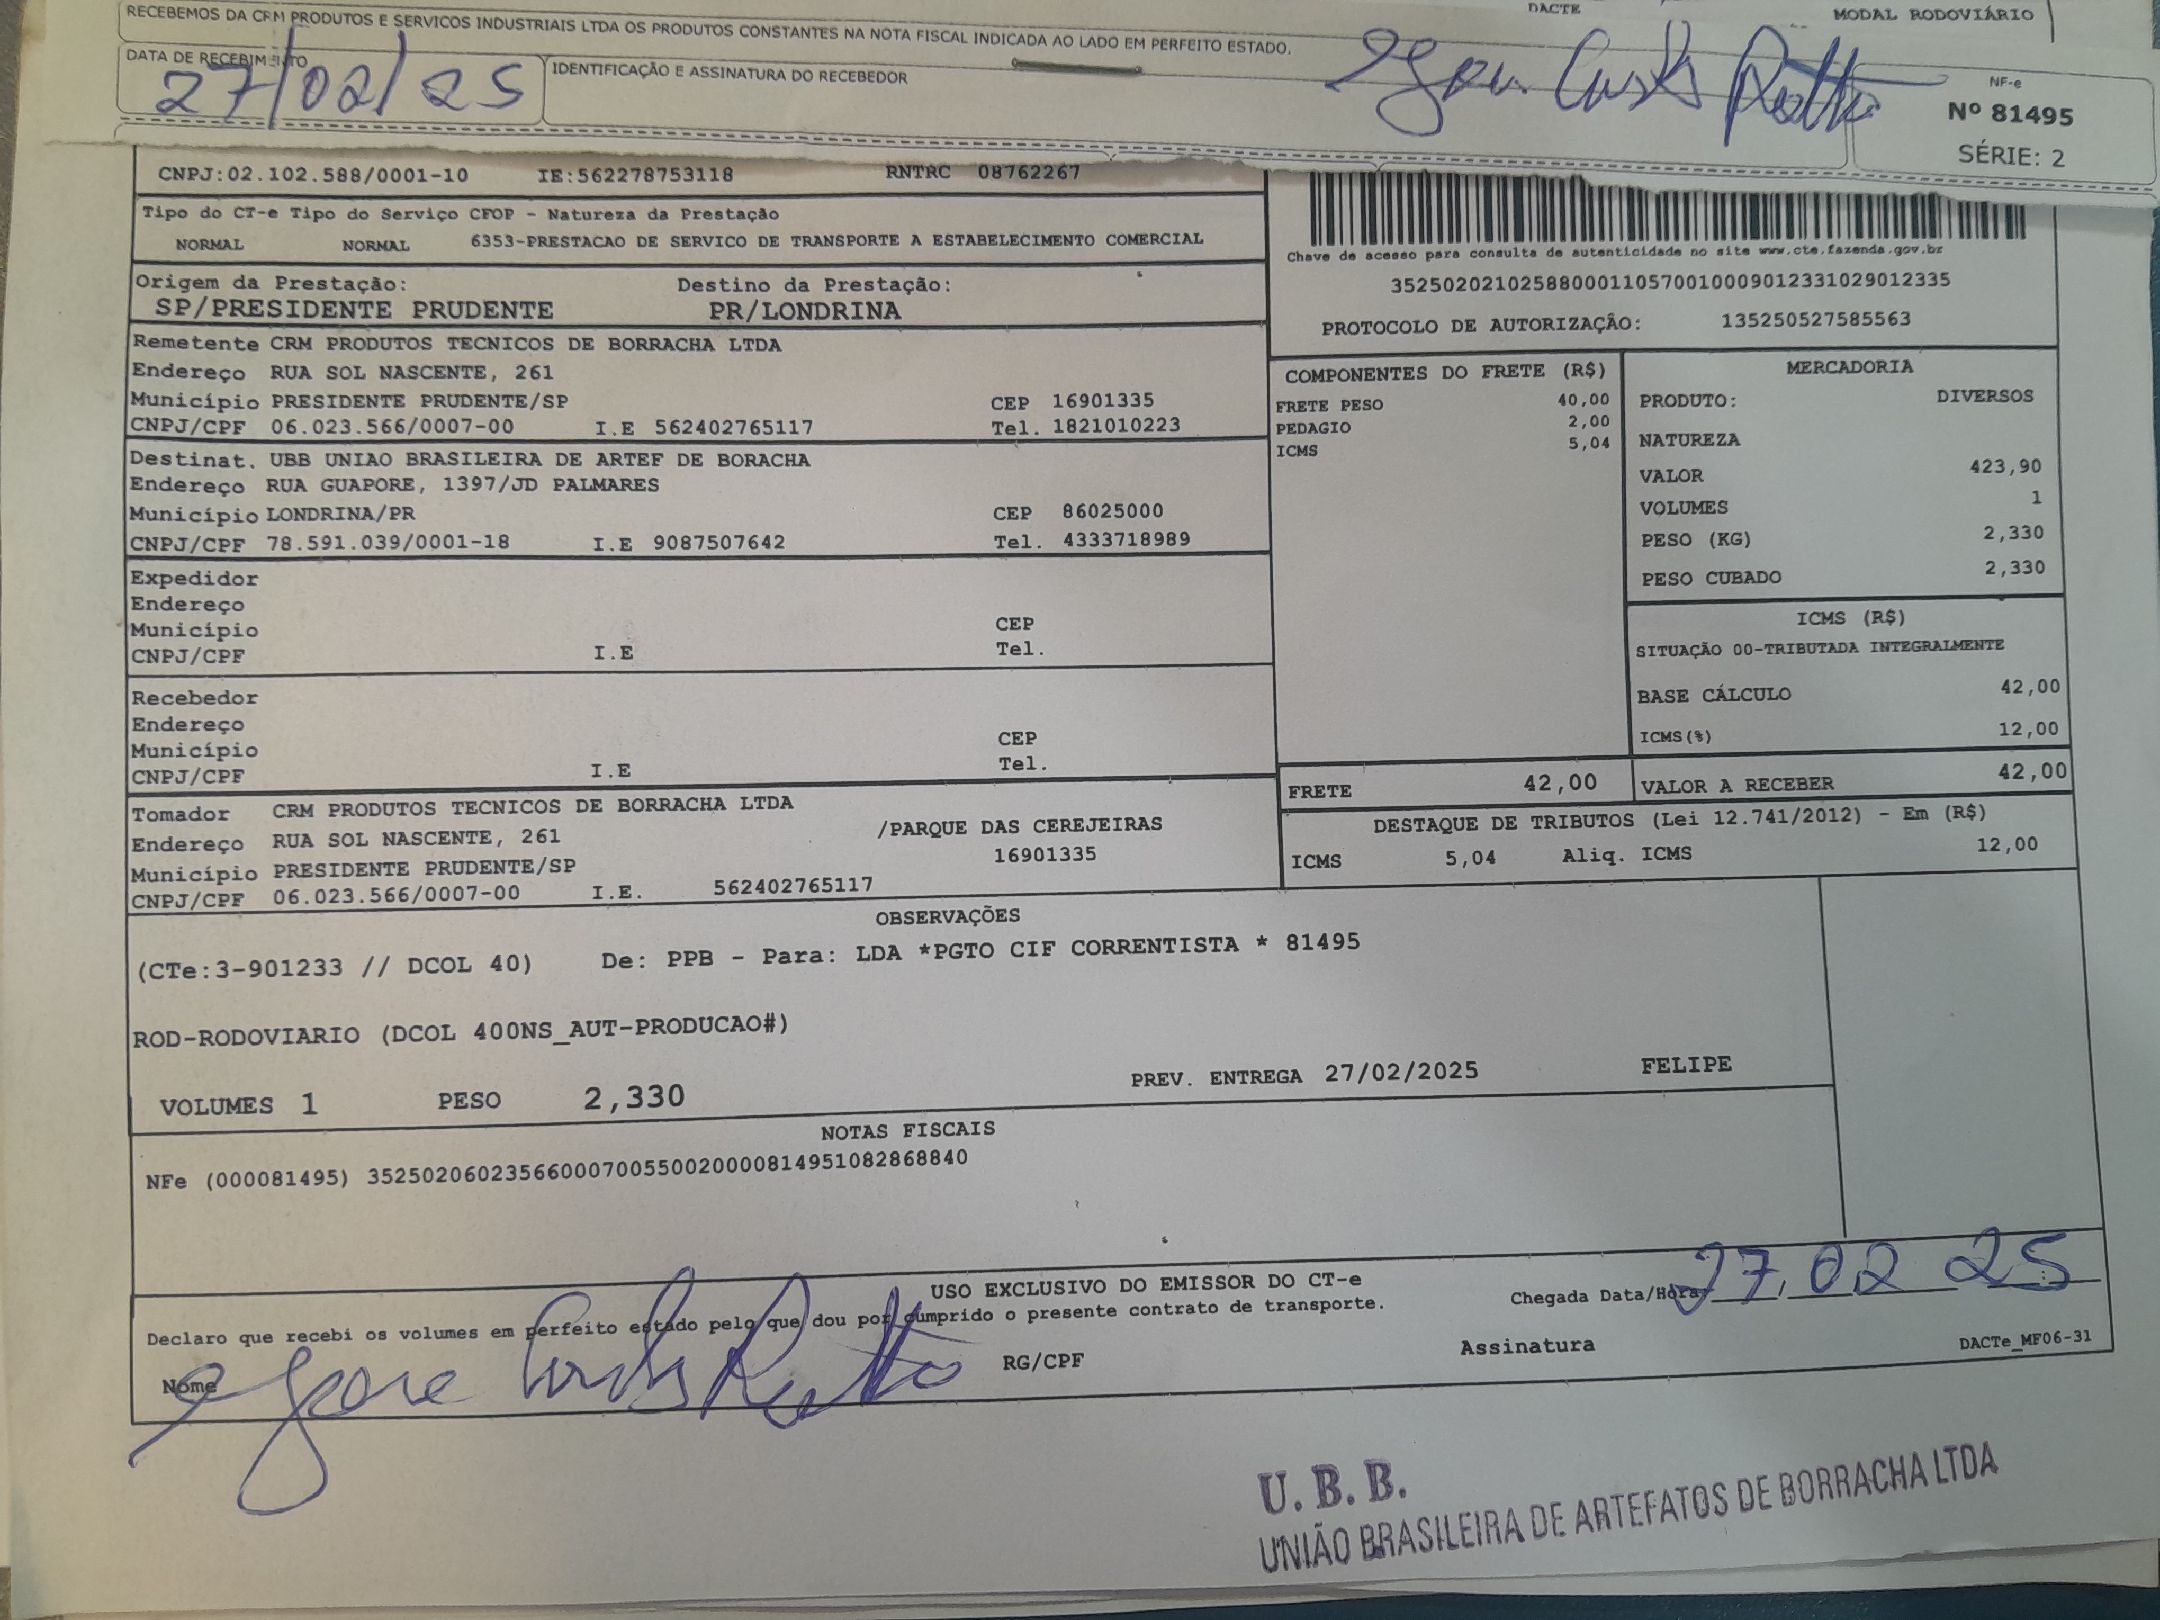 RECEBEMOS DA CRM PRODUTOS E SERVICOS INDUSTRIAIS LTDA OS PRODUTOS CONSTANTES NA NOTA FISCAL INDICADA AO LADO EM PERFEITO ESTADO.
DACTE
MODAL RODOVIÁRIO
DATA DE RECEBIMENTO
27/02/25
IDENTIFICAÇÃO E ASSINATURA DO RECEBEDOR
NF-e
Nº 81495
SÉRIE: 2
CNPJ:02.102.588/0001-10 IE:562278753118 RNTRC 08762267
Tipo do CT-e Tipo do Serviço CFOP - Natureza da Prestação
NORMAL NORMAL 6353-PRESTACAO DE SERVICO DE TRANSPORTE A ESTABELECIMENTO COMERCIAL
Chave de acesso para consulta de autenticidade no site www.cte.fazenda.gov.br
35250202102588000110570010009012331029012335
PROTOCOLO DE AUTORIZAÇÃO: 135250527585563
Origem da Prestação: Destino da Prestação:
SP/PRESIDENTE PRUDENTE PR/LONDRINA
Remetente CRM PRODUTOS TECNICOS DE BORRACHA LTDA
Endereço RUA SOL NASCENTE, 261
Município PRESIDENTE PRUDENTE/SP CEP 16901335
CNPJ/CPF 06.023.566/0007-00 I.E 562402765117 Tel. 1821010223
Destinat. UBB UNIAO BRASILEIRA DE ARTEF DE BORACHA
Endereço RUA GUAPORE, 1397/JD PALMARES
Município LONDRINA/PR CEP 86025000
CNPJ/CPF 78.591.039/0001-18 I.E 9087507642 Tel. 4333718989
Expedidor
Endereço
Município CEP
CNPJ/CPF I.E Tel.
Recebedor
Endereço
Município CEP
CNPJ/CPF I.E Tel.
Tomador CRM PRODUTOS TECNICOS DE BORRACHA LTDA
Endereço RUA SOL NASCENTE, 261 /PARQUE DAS CEREJEIRAS
Município PRESIDENTE PRUDENTE/SP 16901335
CNPJ/CPF 06.023.566/0007-00 I.E. 562402765117
COMPONENTES DO FRETE (R$)
FRETE PESO 40,00
PEDAGIO 2,00
ICMS 5,04
MERCADORIA
PRODUTO: DIVERSOS
NATUREZA
VALOR 423,90
VOLUMES 1
PESO (KG) 2,330
PESO CUBADO 2,330
ICMS (R$)
SITUAÇÃO 00-TRIBUTADA INTEGRALMENTE
BASE CÁLCULO 42,00
ICMS(%) 12,00
FRETE 42,00 VALOR A RECEBER 42,00
DESTAQUE DE TRIBUTOS (Lei 12.741/2012) - Em (R$)
ICMS 5,04 Aliq. ICMS 12,00
OBSERVAÇÕES
(CTe:3-901233 // DCOL 40) De: PPB - Para: LDA *PGTO CIF CORRENTISTA * 81495
ROD-RODOVIARIO (DCOL 400NS_AUT-PRODUCAO#)
VOLUMES 1 PESO 2,330 PREV. ENTREGA 27/02/2025 FELIPE
NOTAS FISCAIS
NFe (000081495) 35250206023566000700550020000814951082868840
USO EXCLUSIVO DO EMISSOR DO CT-e
Declaro que recebi os volumes em perfeito estado pelo que dou por cumprido o presente contrato de transporte.
Chegada Data/Hora 27.02 25
Nome RG/CPF Assinatura
DACTe_MF06-31
U.B.B.
UNIÃO BRASILEIRA DE ARTEFATOS DE BORRACHA LTDA